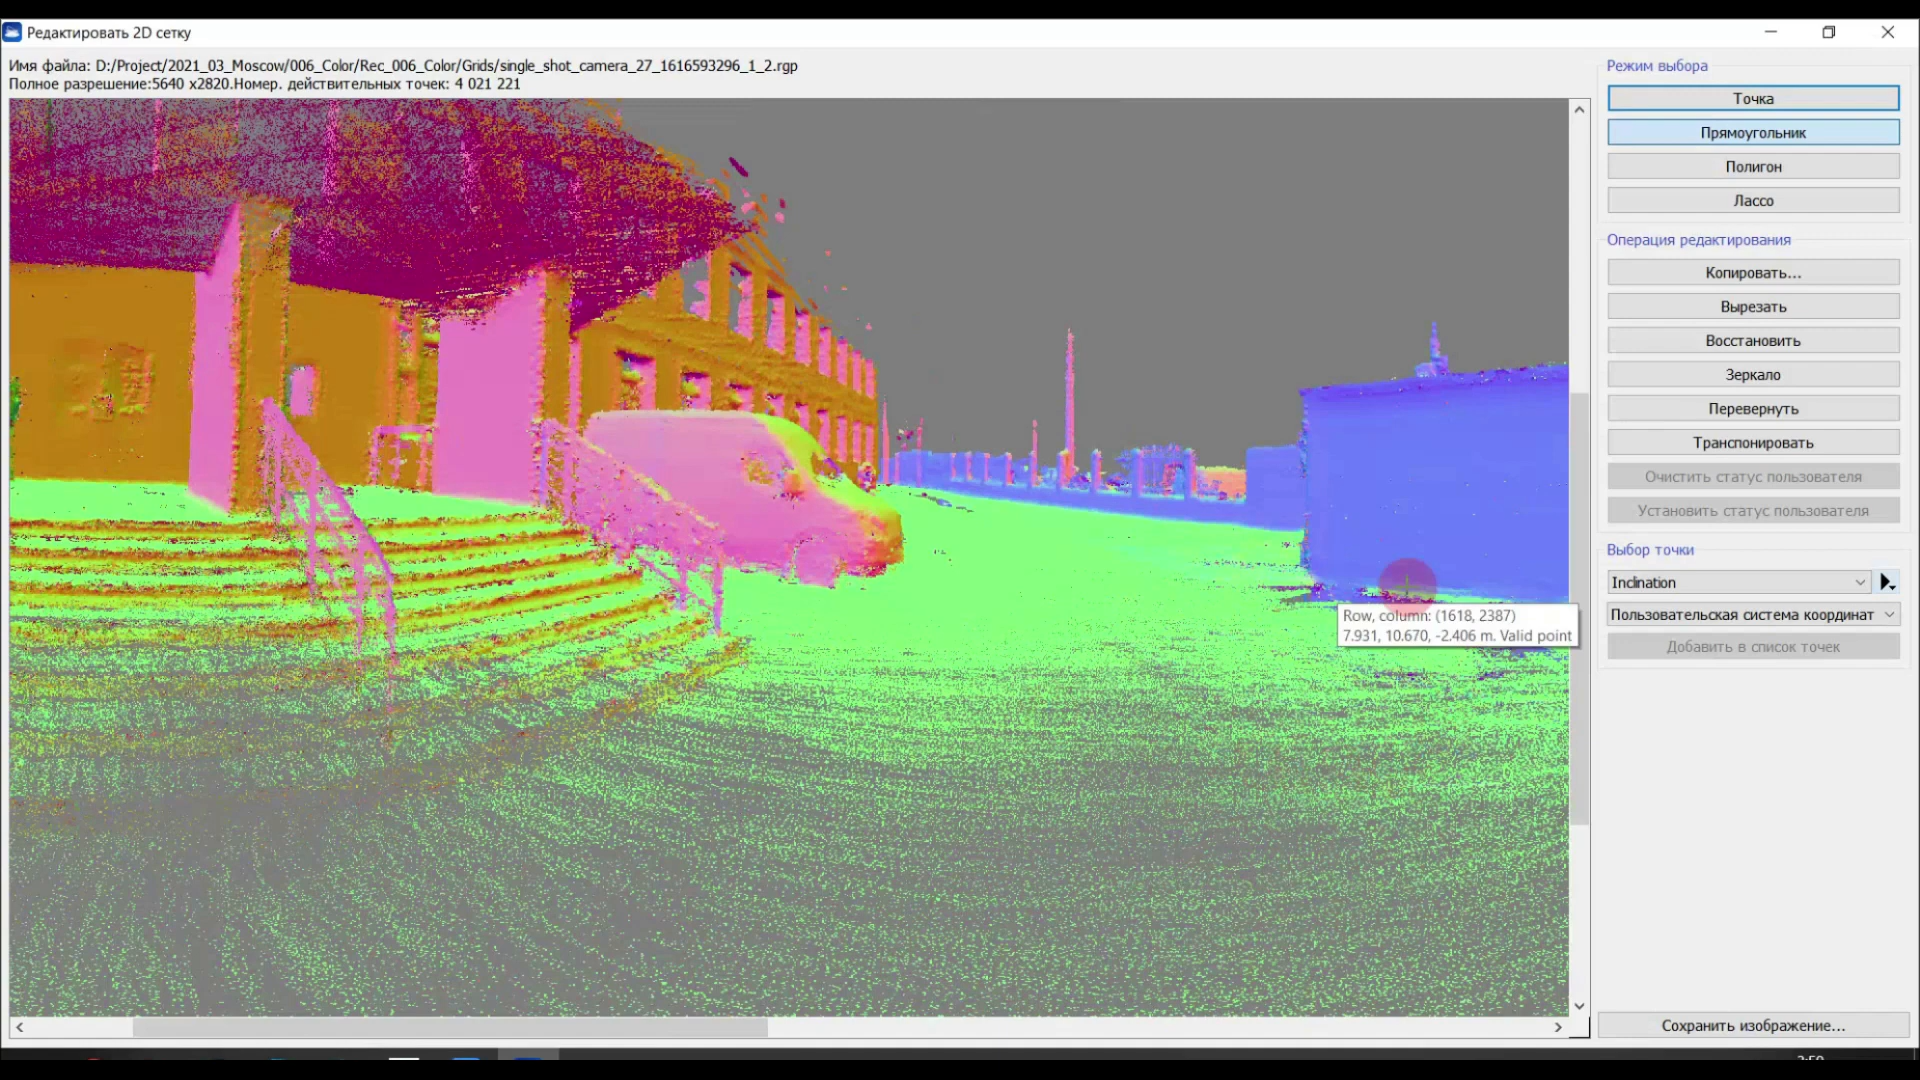 Редактировать 2D сетку
Имя файла: D:/Project/2021_03_Moscow/006_Color/Rec_006_Color/Grids/single_shot_camera_27_1616593296_1_2.rgp
Полное разрешение:5640 x2820.Номер. действительных точек: 4 021 221
Режим выбора
Точка
Прямоугольник
Полигон
Лассо
Операция редактирования
Копировать...
Вырезать
Восстановить
Зеркало
Перевернуть
Транспонировать
Очистить статус пользователя
Установить статус пользователя
Выбор точки
Inclination
Пользовательская система координат
Добавить в список точек
Row, column: (1618, 2387)
7.931, 10.670, -2.406 m. Valid point
Сохранить изображение...